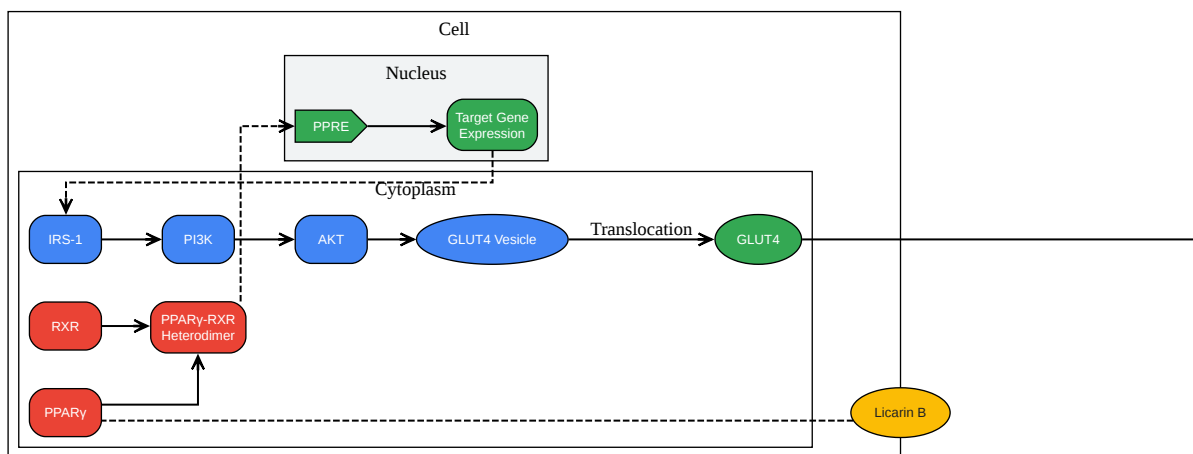 Cell
Nucleus
PPRE
Target Gene
Expression
Cytoplasm
IRS-1
PI3K
AKT
GLUT4 Vesicle
Translocation
GLUT4
RXR
PPARγ-RXR
Heterodimer
PPARγ
Licarin B